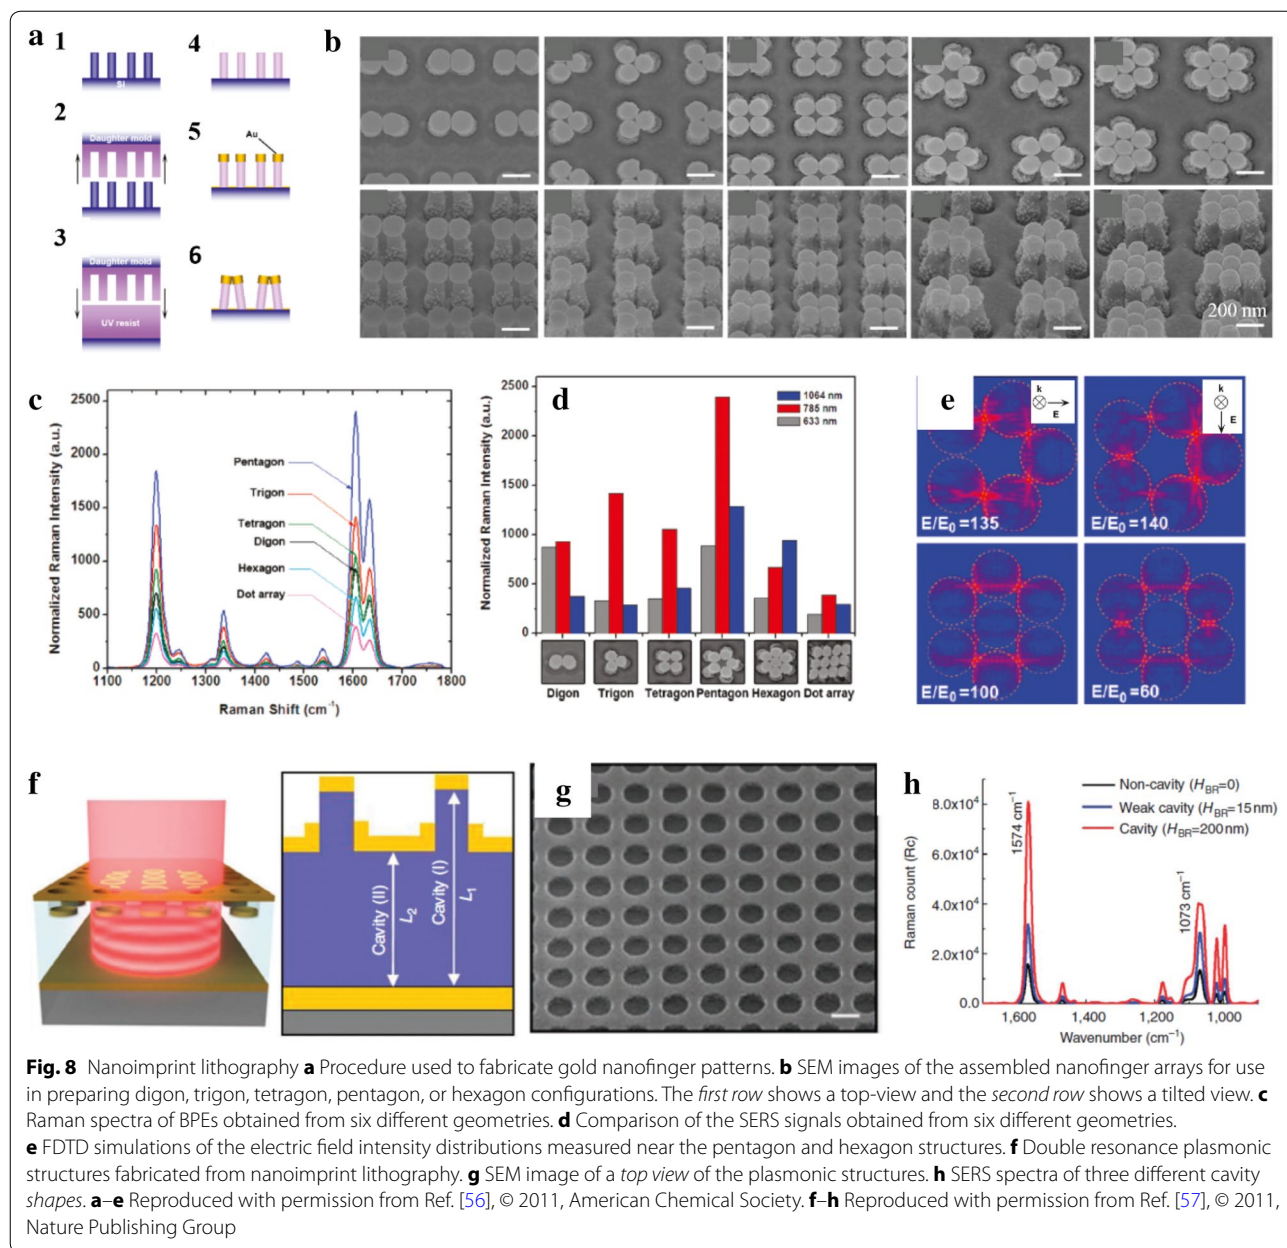 a
1
4
Si
2
Daughter mold
5
Au
3
Daughter mold
UV resist
6
b
200 nm
c
Normalized Raman Intensity (a.u.)
2500
2000
1500
1000
500
0
Pentagon
Trigon
Tetragon
Digon
Hexagon
Dot array
1100 1200 1300 1400 1500 1600 1700 1800
Raman Shift (cm⁻¹)
d
Normalized Raman Intensity (a.u.)
2500
2000
1500
1000
500
0
1064 nm
785 nm
633 nm
Digon Trigon Tetragon Pentagon Hexagon Dot array
e
k
E
k
E
E/E₀=135
E/E₀=140
E/E₀=100
E/E₀=60
f
Cavity (II)
L₂
Cavity (I)
L₁
g
h
Non-cavity (H_BR=0)
Weak cavity (H_BR=15 nm)
Cavity (H_BR=200 nm)
Raman count (Rc)
8.0×10⁴
6.0×10⁴
4.0×10⁴
2.0×10⁴
0.0
1574 cm⁻¹
1073 cm⁻¹
1,600 1,400 1,200 1,000
Wavenumber (cm⁻¹)
Fig. 8 Nanoimprint lithography a Procedure used to fabricate gold nanofinger patterns. b SEM images of the assembled nanofinger arrays for use
in preparing digon, trigon, tetragon, pentagon, or hexagon configurations. The first row shows a top-view and the second row shows a tilted view. c
Raman spectra of BPEs obtained from six different geometries. d Comparison of the SERS signals obtained from six different geometries.
e FDTD simulations of the electric field intensity distributions measured near the pentagon and hexagon structures. f Double resonance plasmonic
structures fabricated from nanoimprint lithography. g SEM image of a top view of the plasmonic structures. h SERS spectra of three different cavity
shapes. a–e Reproduced with permission from Ref. [56], © 2011, American Chemical Society. f–h Reproduced with permission from Ref. [57], © 2011,
Nature Publishing Group